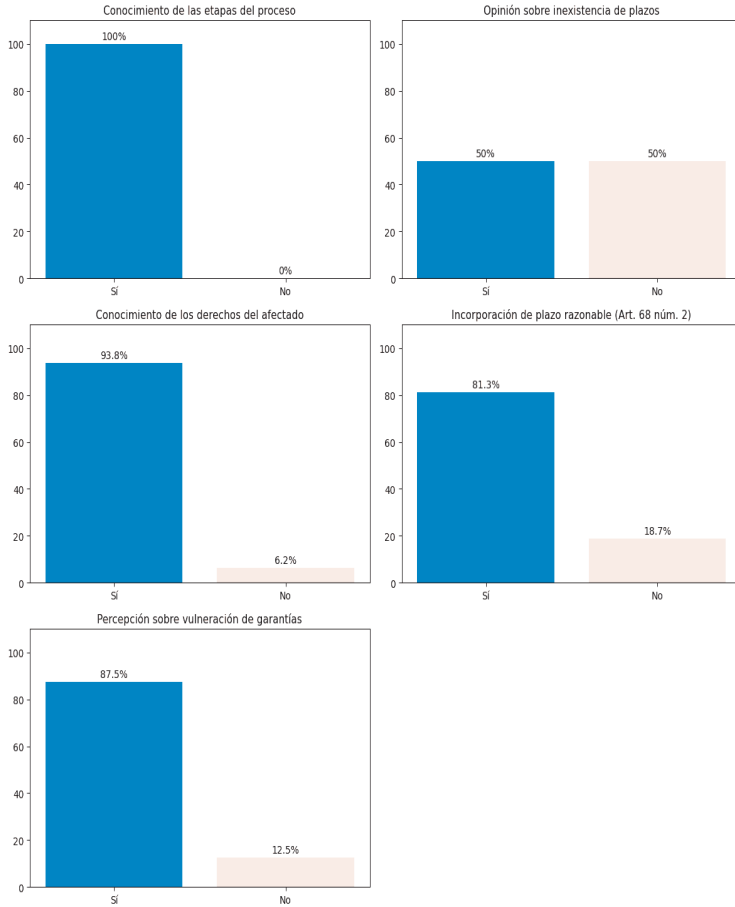 Conocimiento de las etapas del proceso
100%
0%
100
80
60
40
20
0
Sí
No
Opinión sobre inexistencia de plazos
50%
50%
100
80
60
40
20
0
Sí
No
Conocimiento de los derechos del afectado
93.8%
6.2%
100
80
60
40
20
0
Sí
No
Incorporación de plazo razonable (Art. 68 núm. 2)
81.3%
18.7%
100
80
60
40
20
0
Sí
No
Percepción sobre vulneración de garantías
87.5%
12.5%
100
80
60
40
20
0
Sí
No